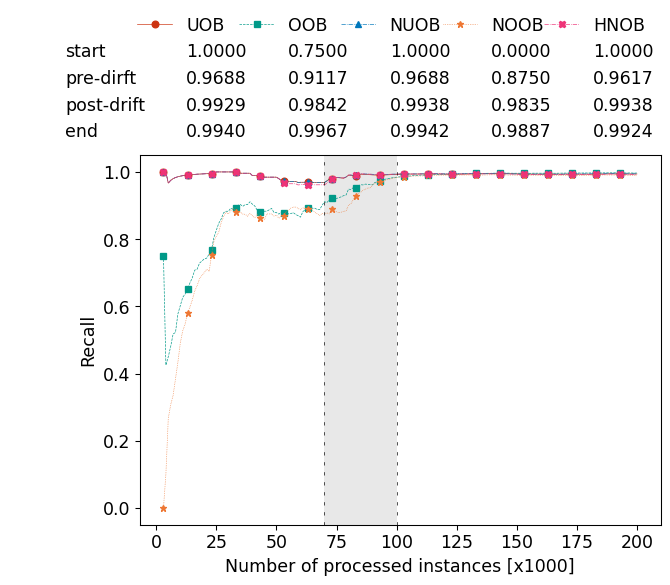 UOB OOB NUOB NOOB HNOB
start 1.0000 0.7500 1.0000 0.0000 1.0000
pre-dirft 0.9688 0.9117 0.9688 0.8750 0.9617
post-drift 0.9929 0.9842 0.9938 0.9835 0.9938
end 0.9940 0.9967 0.9942 0.9887 0.9924
1.0
0.8
0.6
0.4
0.2
0.0
Recall
0 25 50 75 100 125 150 175 200
Number of processed instances [x1000]